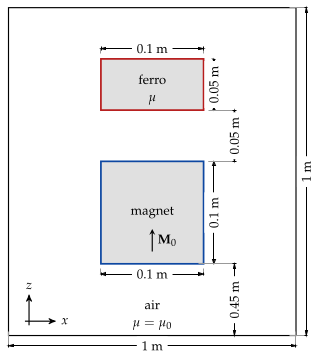 0.1 m
ferro
μ
0.05 m
0.05 m
1 m
magnet
M₀
0.1 m
0.1 m
0.45 m
z
x
air
μ = μ₀
1 m